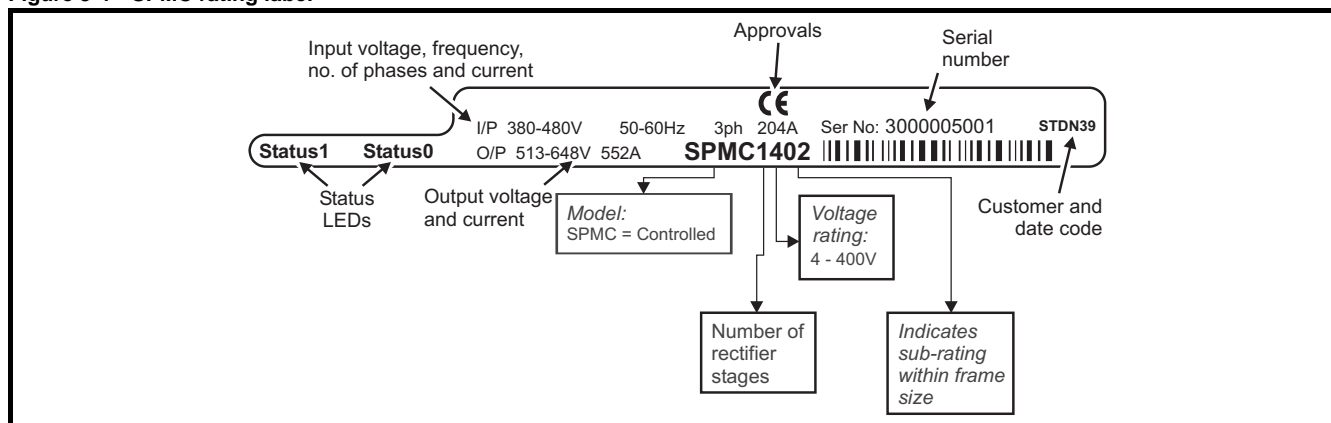 Figure SPMC rating label
Input voltage, frequency,
no. of phases and current
Approvals
Serial
number
CE
I/P 380-480V 50-60Hz 3ph 204A Ser No: 3000005001 STDN39
Status1 Status0 O/P 513-648V 552A SPMC1402
Status
LEDs
Output voltage
and current
Model:
SPMC = Controlled
Voltage
rating:
4 - 400V
Customer and
date code
Number of
rectifier
stages
Indicates
sub-rating
within frame
size